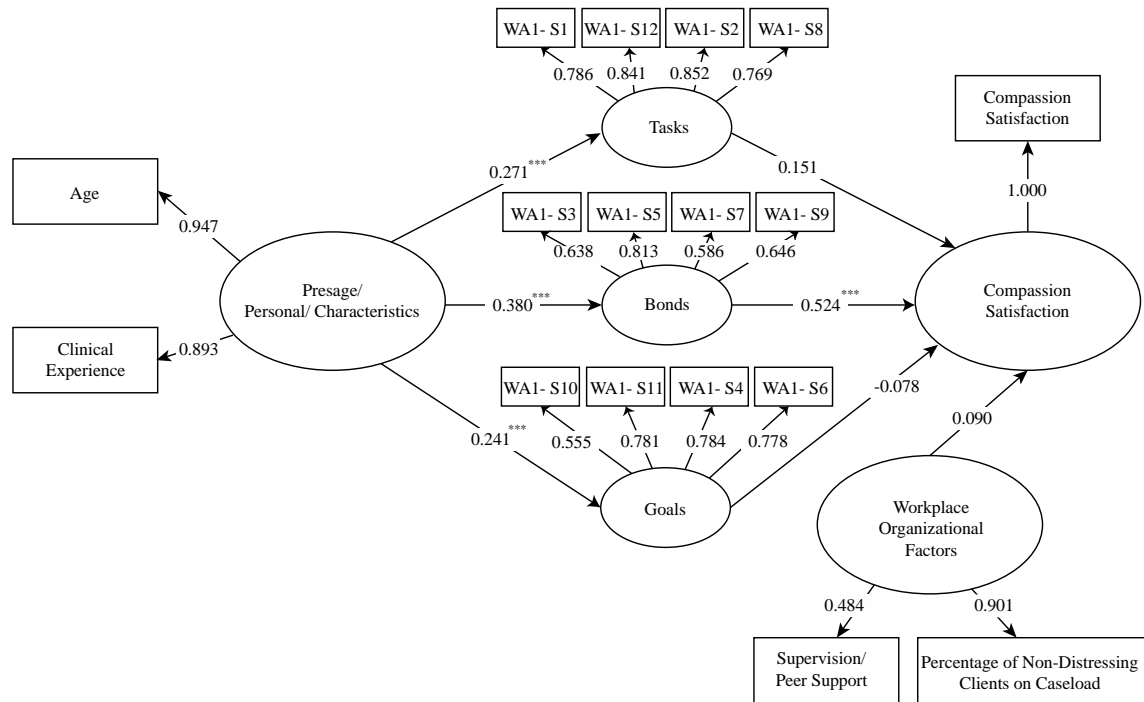 WA1- S1
WA1- S12
WA1- S2
WA1- S8
0.786
0.841
0.852
0.769
Tasks
Compassion
Satisfaction
1.000
0.271***
0.151
Age
0.947
WA1- S3
WA1- S5
WA1- S7
WA1- S9
0.638
0.813
0.586
0.646
Presage/
Personal/ Characteristics
0.380***
Bonds
0.524***
Compassion
Satisfaction
Clinical
Experience
0.893
WA1- S10
WA1- S11
WA1- S4
WA1- S6
0.241***
0.555
0.781
0.784
0.778
-0.078
0.090
Goals
Workplace
Organizational
Factors
0.484
0.901
Supervision/
Peer Support
Percentage of Non-Distressing
Clients on Caseload